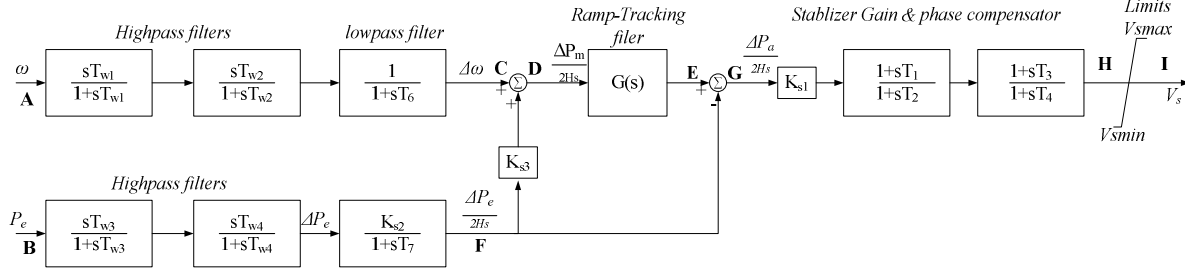 Highpass filters
lowpass filter
Ramp-Tracking
filer
Stablizer Gain & phase compensator
Limits
Vsmax
ω
A
sTw1
1+sTw1
sTw2
1+sTw2
1
1+sT6
Δω
C
+
Σ
+
D
ΔPm
2Hs
G(s)
E
+
Σ
-
G
ΔPa
2Hs
Ks1
1+sT1
1+sT2
1+sT3
1+sT4
H
I
Vs
Vsmin
Ks3
Highpass filters
Pe
B
sTw3
1+sTw3
sTw4
1+sTw4
ΔPe
Ks2
1+sT7
ΔPe
2Hs
F